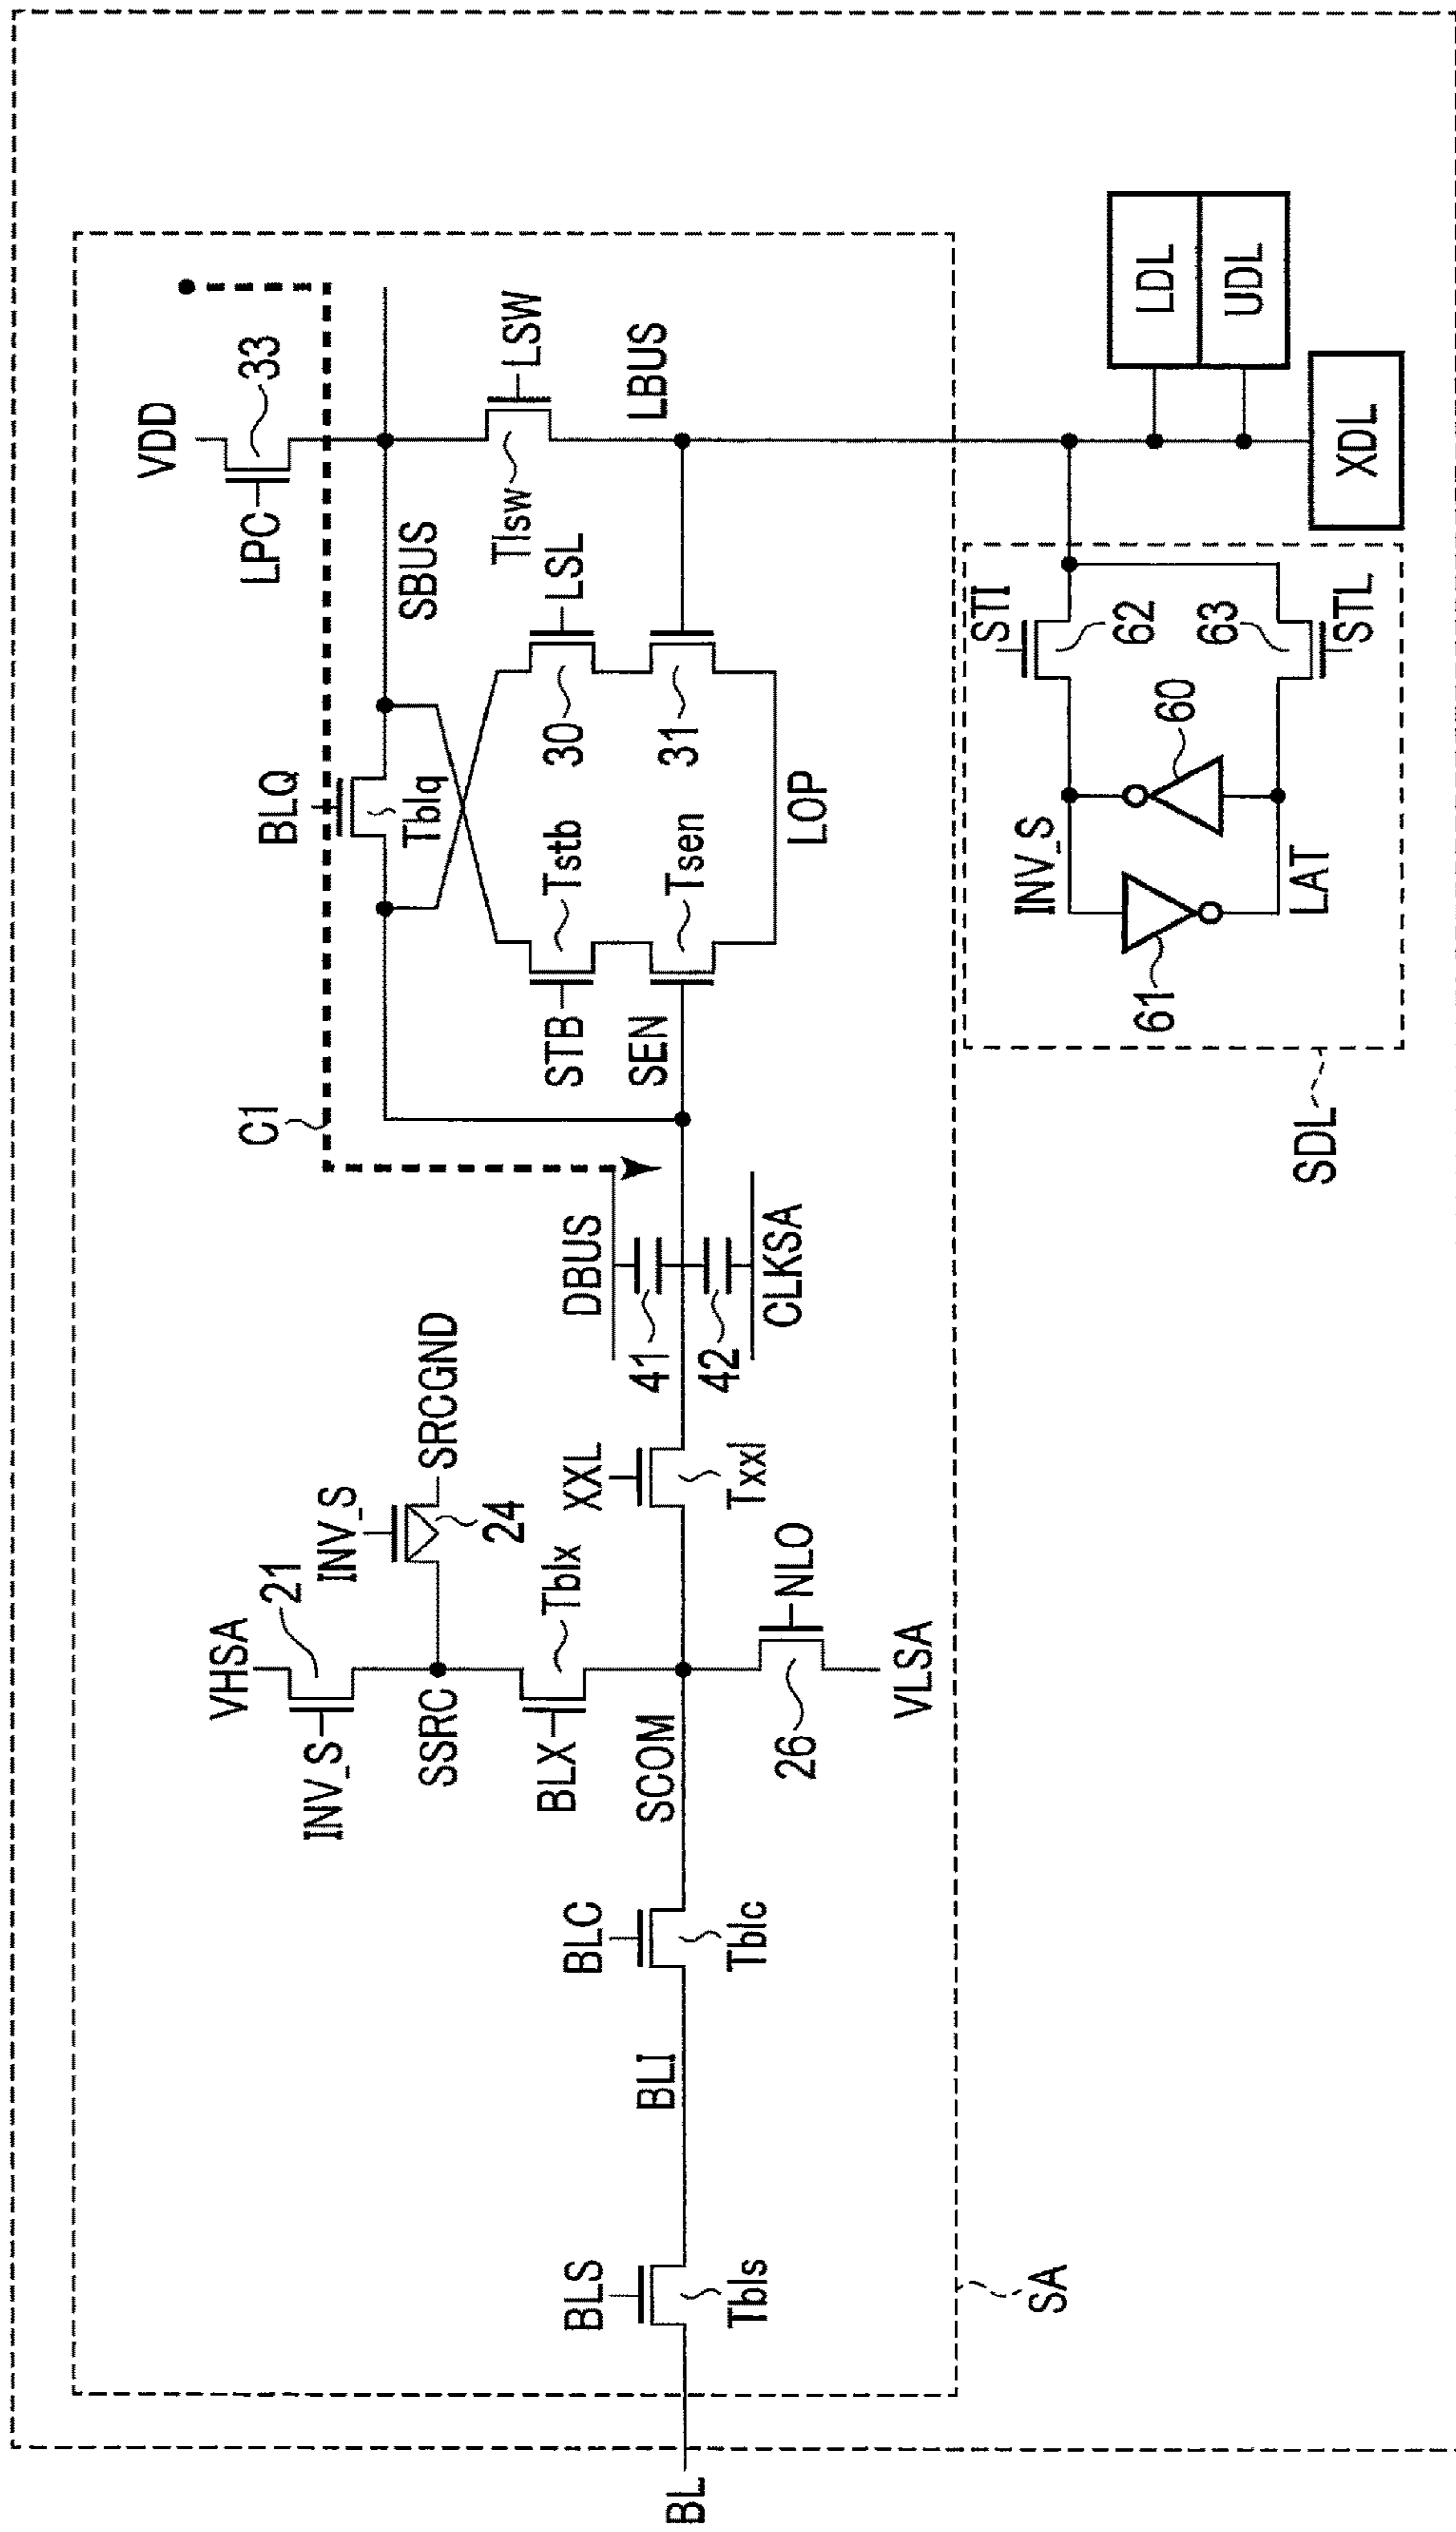 VDD
LPC
33
C1
BLQ
Tblq
SBUS
Tlsw
LSW
LBUS
LSL
30
31
STB
Tstb
SEN
Tsen
LOP
VHSA
INV_S
21
INV_S
24
SRCGND
SSRC
BLX
Tblx
SCOM
XXL
Txxl
DBUS
41
42
CLKSA
NLO
26
VLSA
BL
BLS
Tbls
BLI
BLC
Tblc
SA
SDL
STI
62
63
STL
INV_S
60
61
LAT
LDL
UDL
XDL